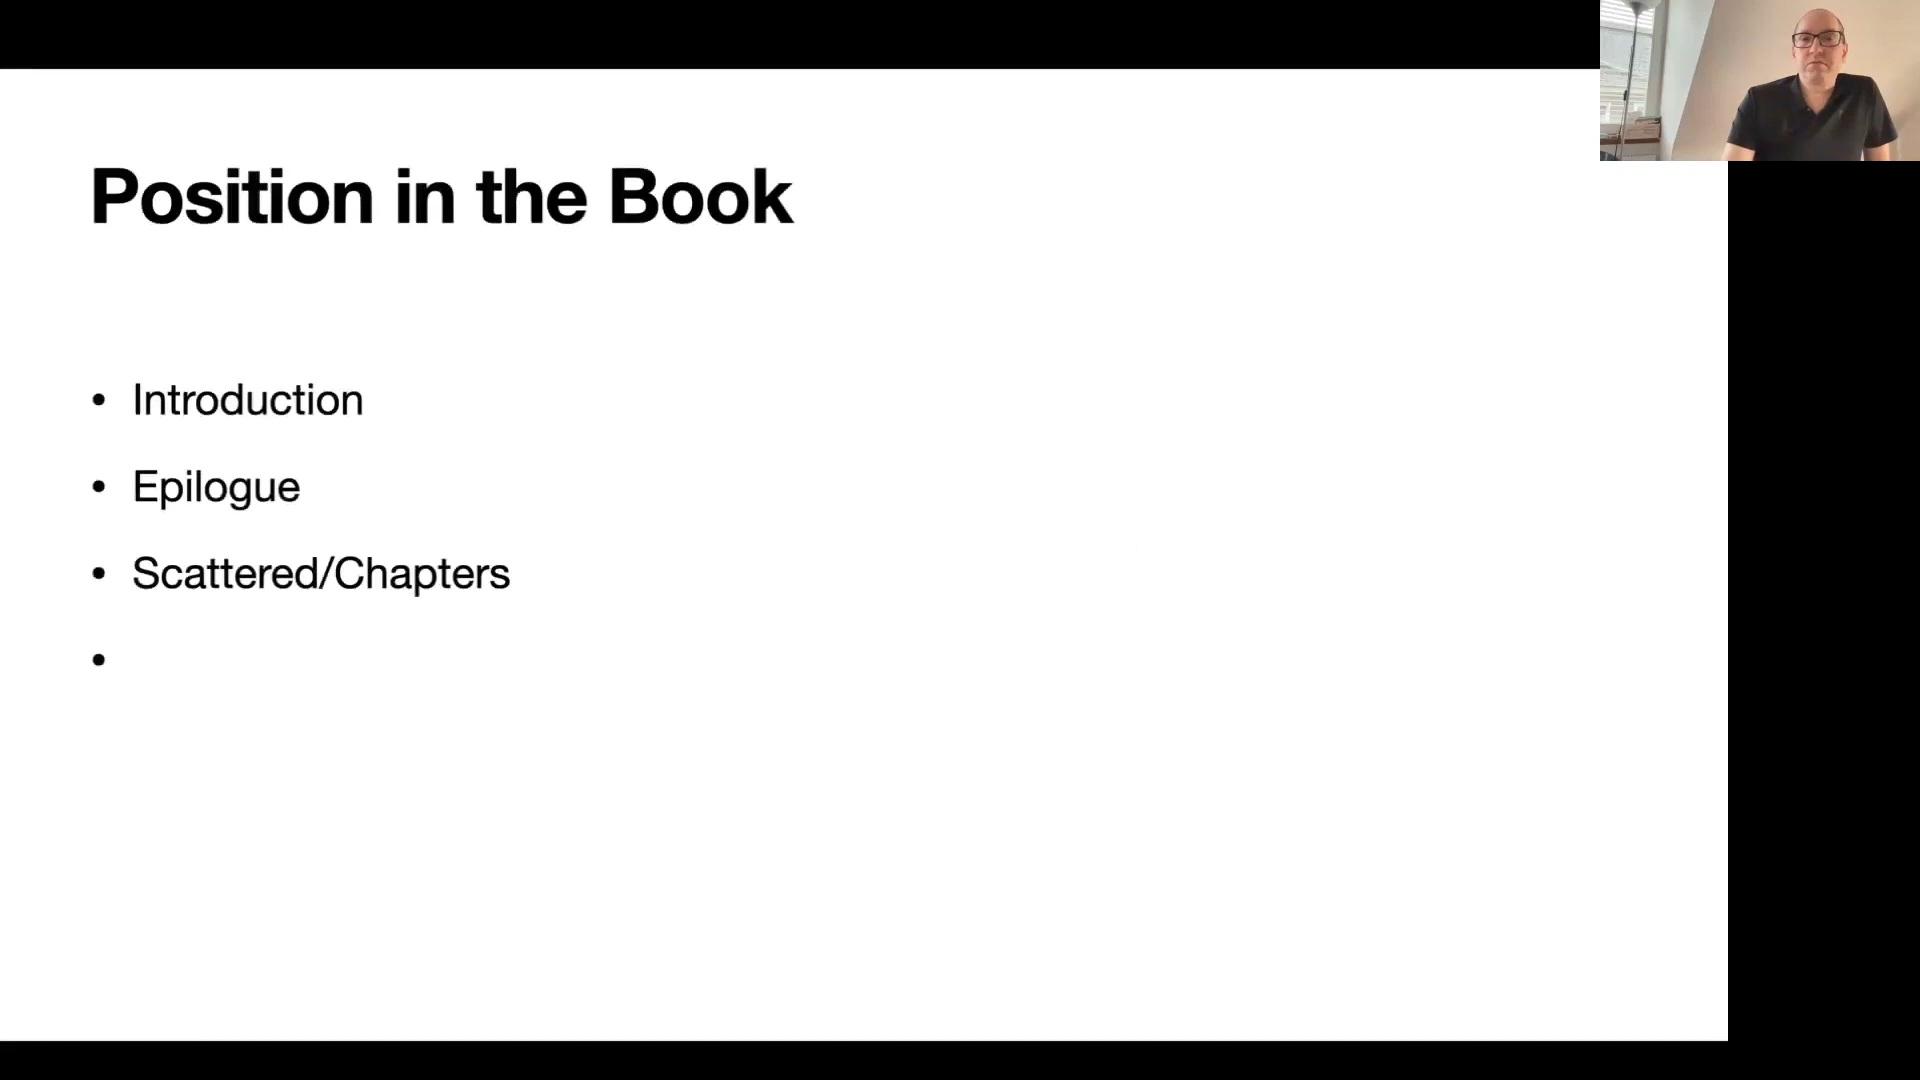 Position in the Book
• Introduction
• Epilogue
• Scattered/Chapters
•